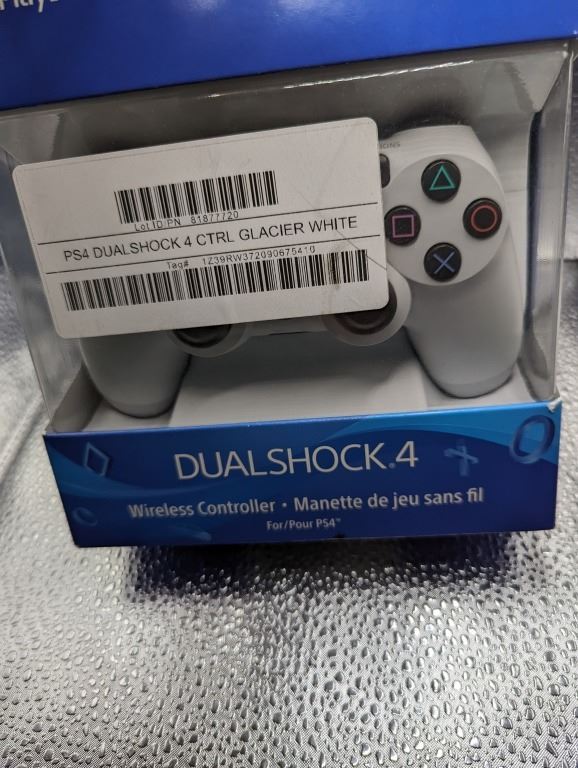 Lot ID:PN 81877720
PS4 DUALSHOCK 4 CTRL GLACIER WHITE
Tag# 1Z39RW372090675410
DUALSHOCK®4
Wireless Controller • Manette de jeu sans fil
For/Pour PS4™